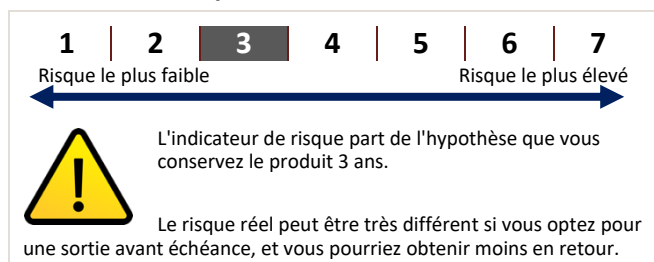 1 2 3 4 5 6 7
Risque le plus faible Risque le plus élevé
L'indicateur de risque part de l'hypothèse que vous
conservez le produit 3 ans.
Le risque réel peut être très différent si vous optez pour
une sortie avant échéance, et vous pourriez obtenir moins en retour.